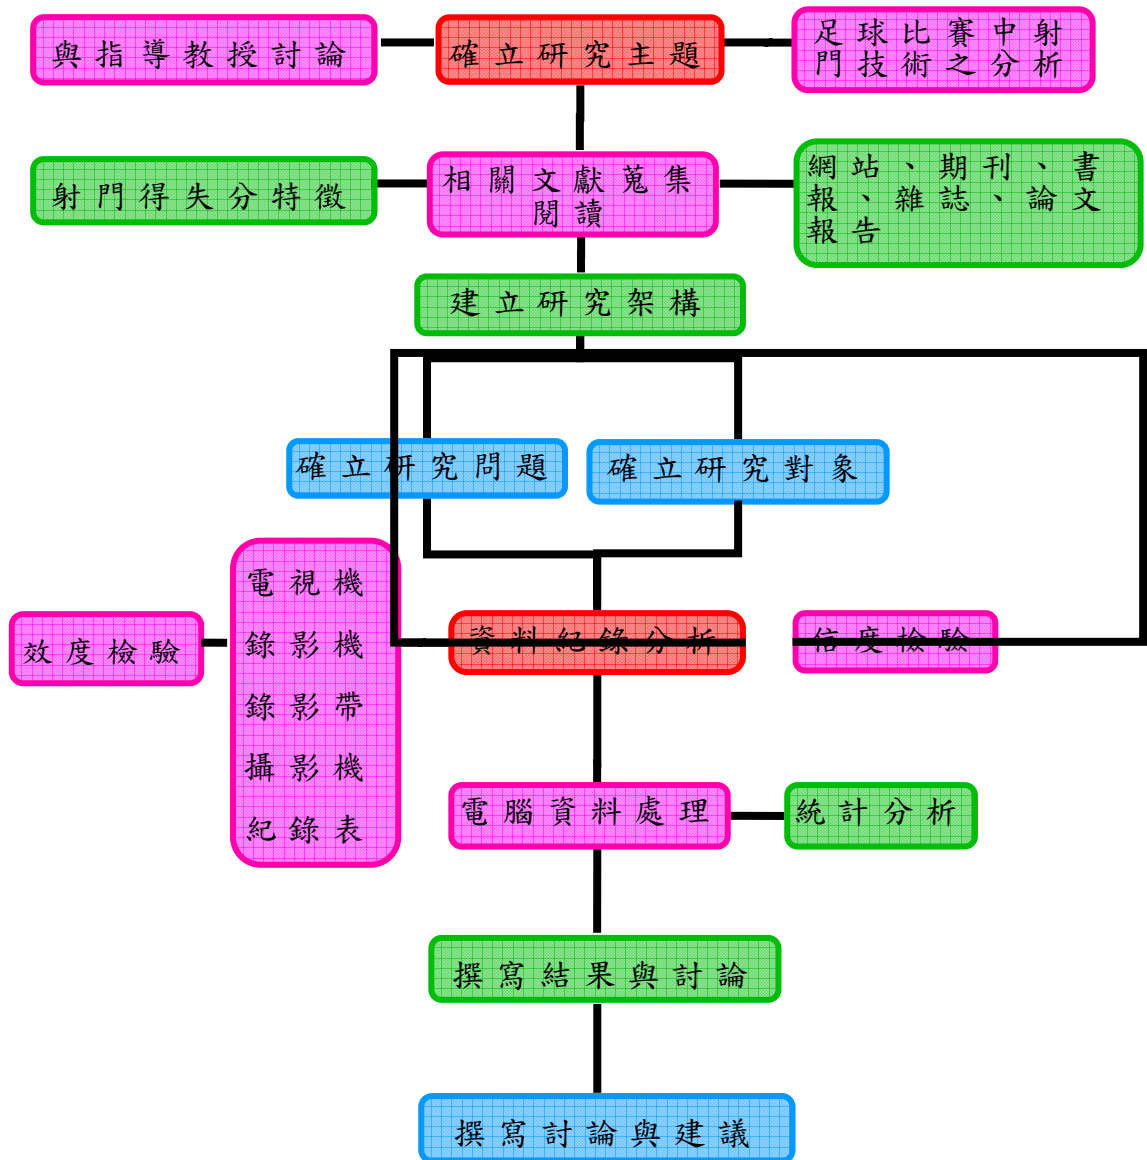 與指導教授討論
確立研究主題
足球比賽中射
門技術之分析
射門得失分特徵
相關文獻蒐集
閱讀
網站、期刊、書
報、雜誌、論文
報告
建立研究架構
確立研究問題
確立研究對象
效度檢驗
電視機
錄影機
錄影帶
攝影機
紀錄表
資料紀錄分析
信度檢驗
電腦資料處理
統計分析
撰寫結果與討論
撰寫討論與建議